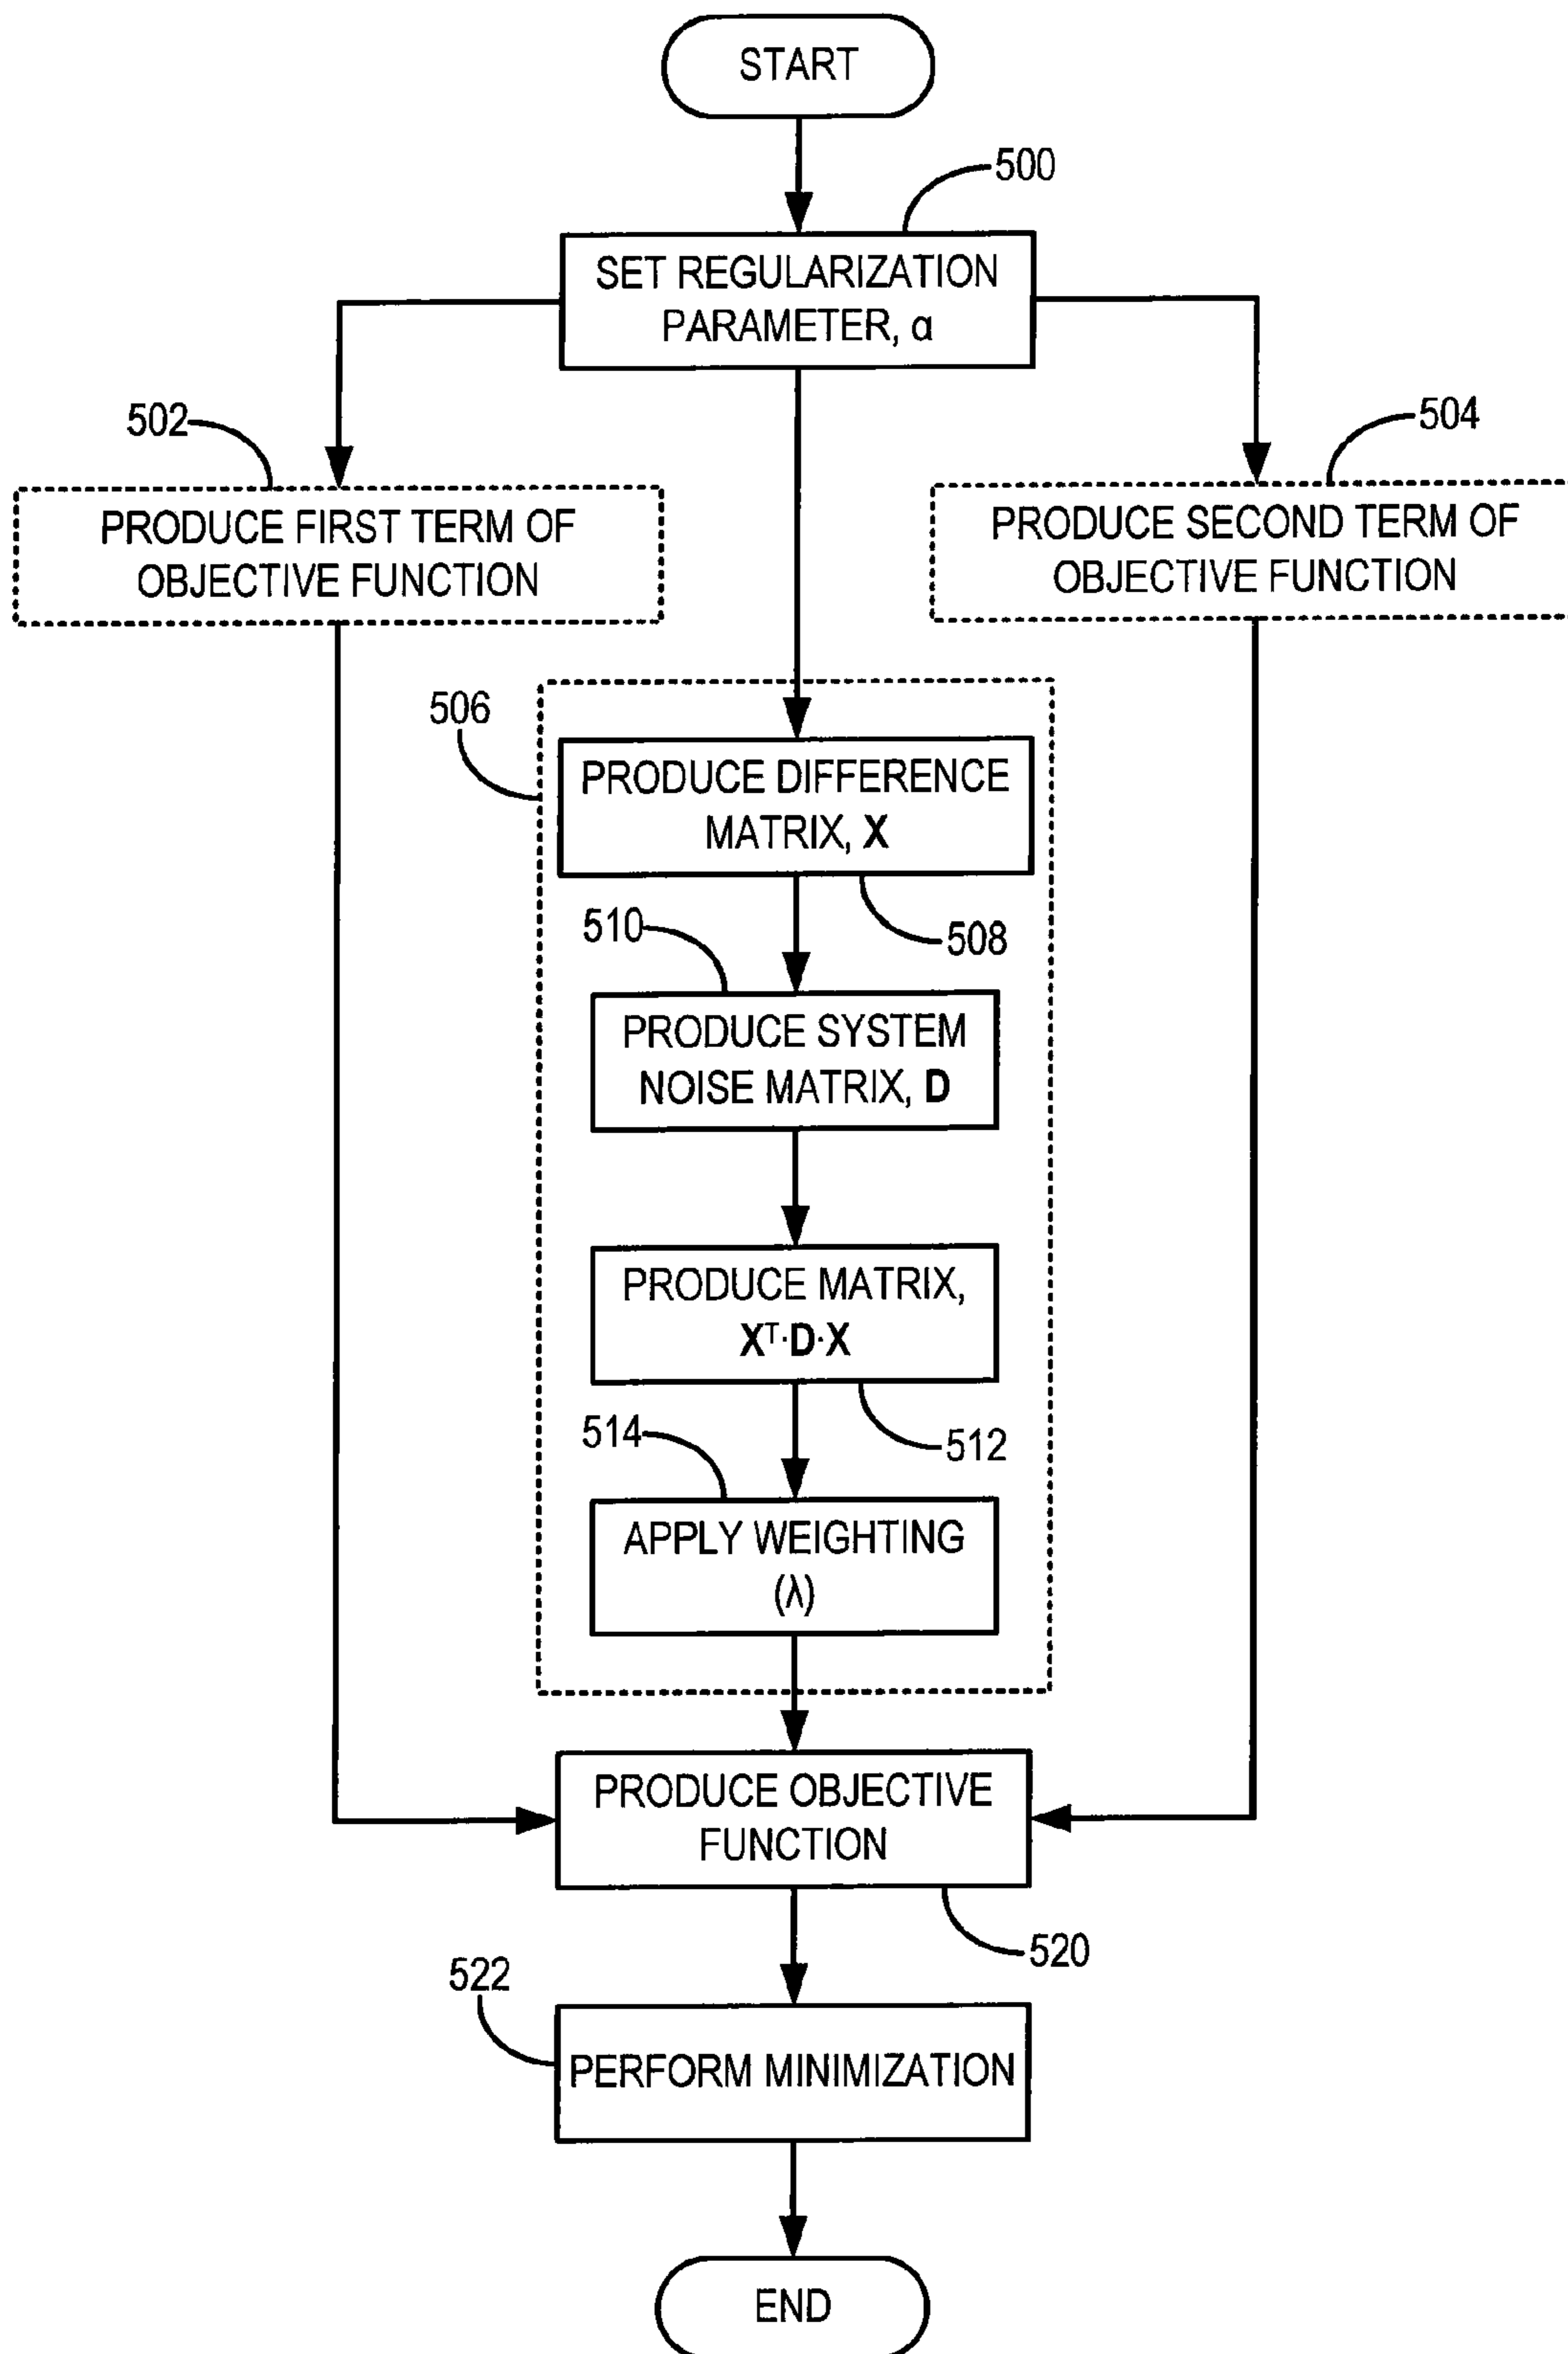 START
500
SET REGULARIZATION
PARAMETER, α
502
504
PRODUCE FIRST TERM OF
OBJECTIVE FUNCTION
PRODUCE SECOND TERM OF
OBJECTIVE FUNCTION
506
PRODUCE DIFFERENCE
MATRIX, X
508
510
PRODUCE SYSTEM
NOISE MATRIX, D
PRODUCE MATRIX,
Xᵀ·D·X
512
514
APPLY WEIGHTING
(λ)
PRODUCE OBJECTIVE
FUNCTION
520
522
PERFORM MINIMIZATION
END